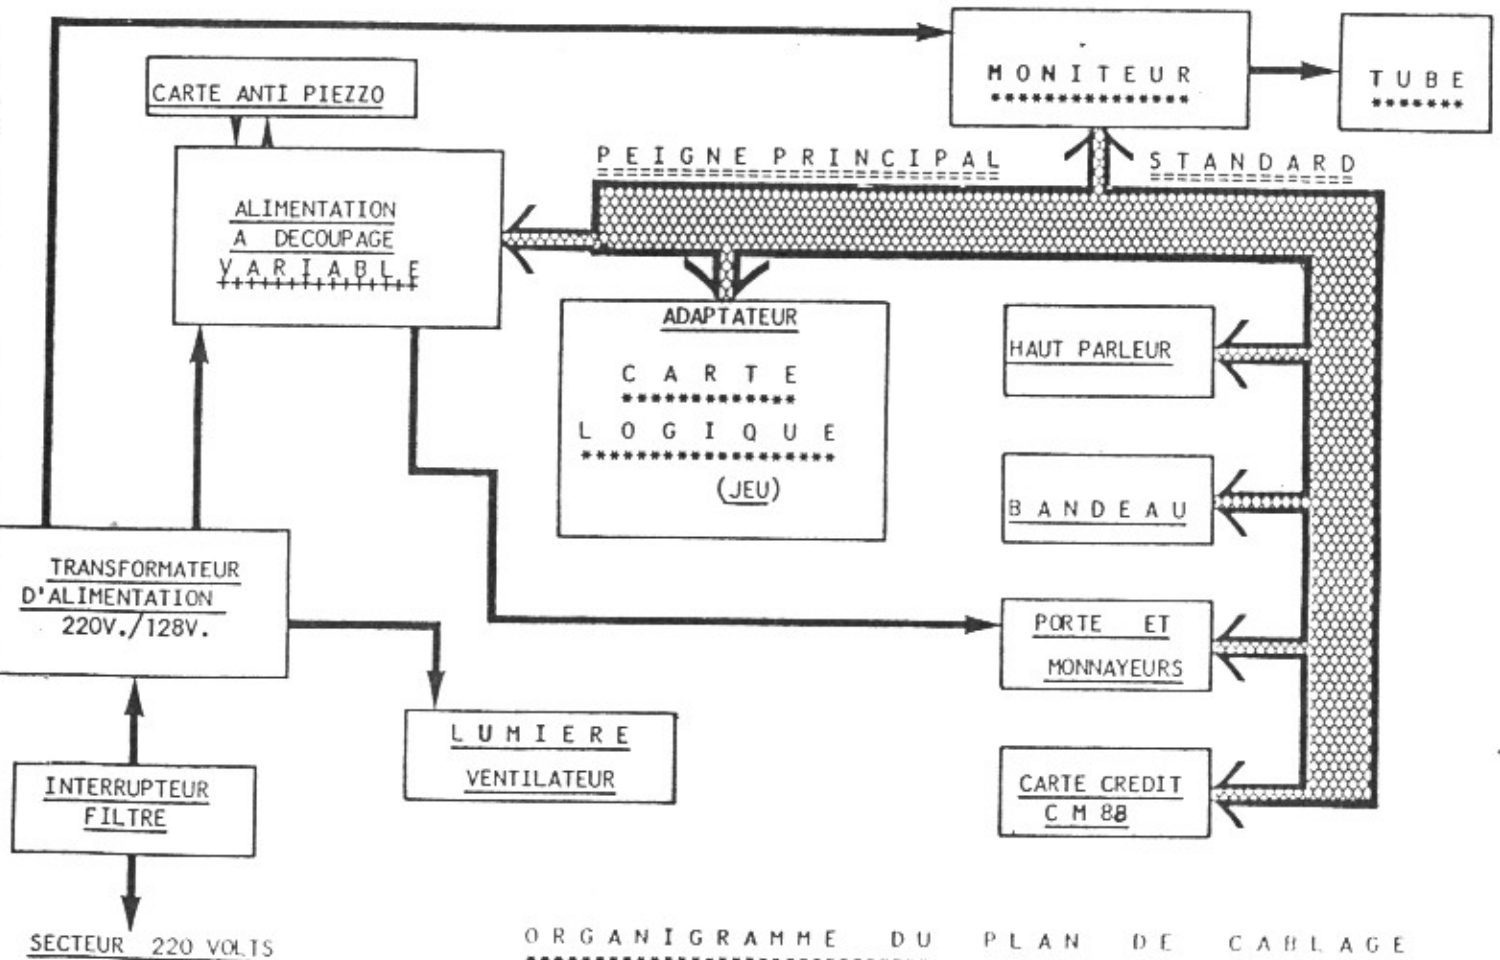 MONITEUR
TUBE
CARTE ANTI PIEZZO
PEIGNE PRINCIPAL STANDARD
ALIMENTATION
A DECOUPAGE
VARIABLE
ADAPTATEUR
CARTE
LOGIQUE
(JEU)
HAUT PARLEUR
BANDEAU
TRANSFORMATEUR
D'ALIMENTATION
220V./128V.
PORTE ET
MONNAYEURS
LUMIERE
VENTILATEUR
INTERRUPTEUR
FILTRE
CARTE CREDIT
CM88
SECTEUR 220 VOLTS
ORGANIGRAMME DU PLAN DE CABLAGE